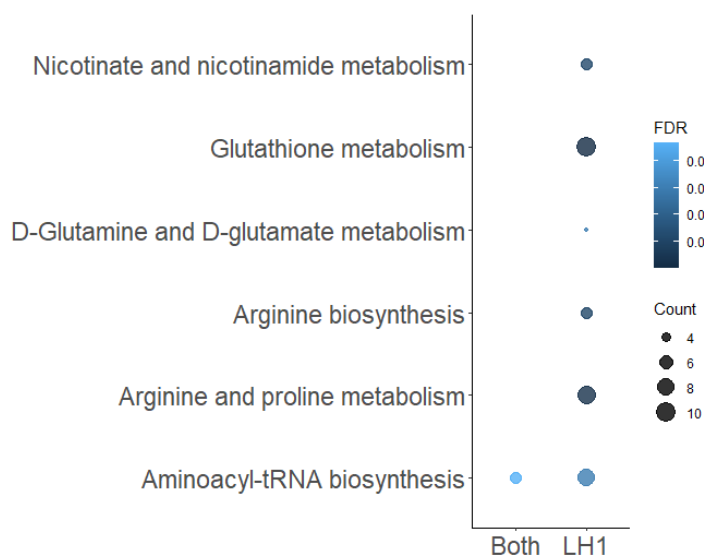 Nicotinate and nicotinamide metabolism
Glutathione metabolism
D-Glutamine and D-glutamate metabolism
Arginine biosynthesis
Arginine and proline metabolism
Aminoacyl-tRNA biosynthesis
Both LH1
FDR
0.0
0.0
0.0
0.0
Count
4
6
8
10